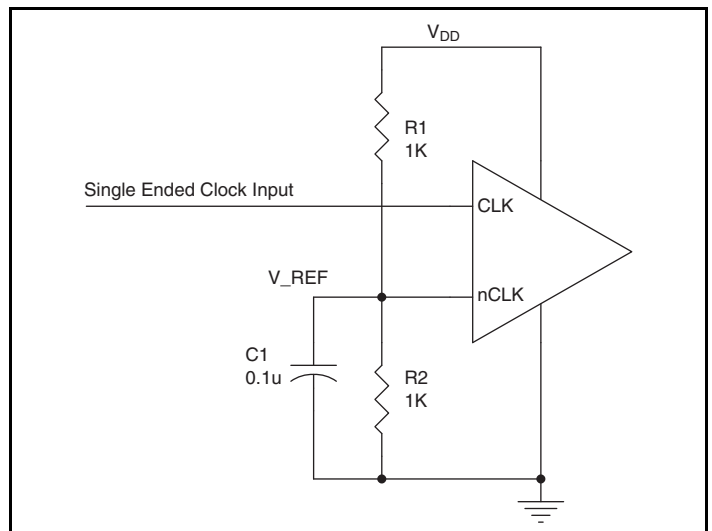 V_DD
R1
1K
Single Ended Clock Input
CLK
V_REF
nCLK
C1
0.1u
R2
1K